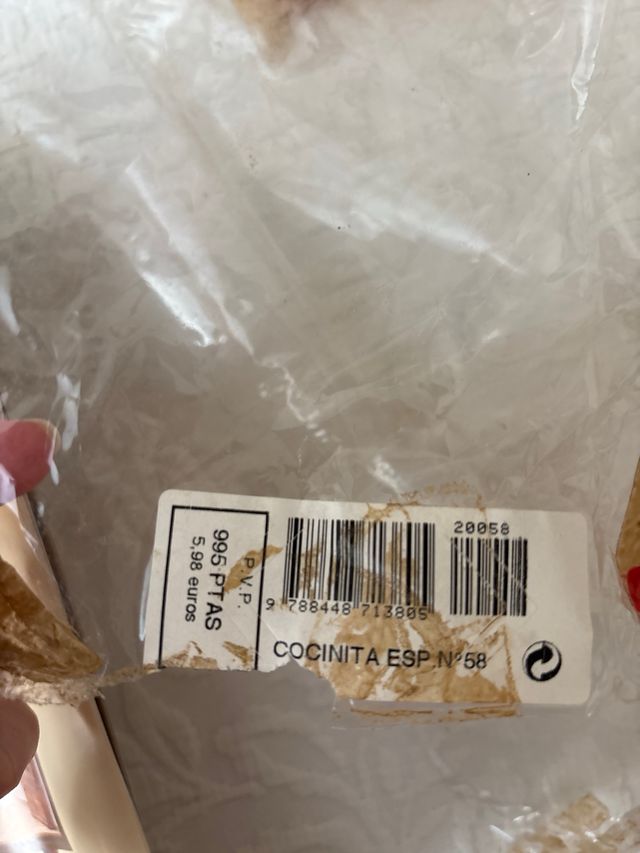 P.V.P.
995 PTAS
5,98 euros
20058
9 788448 713805
COCINITA ESP.Nº58